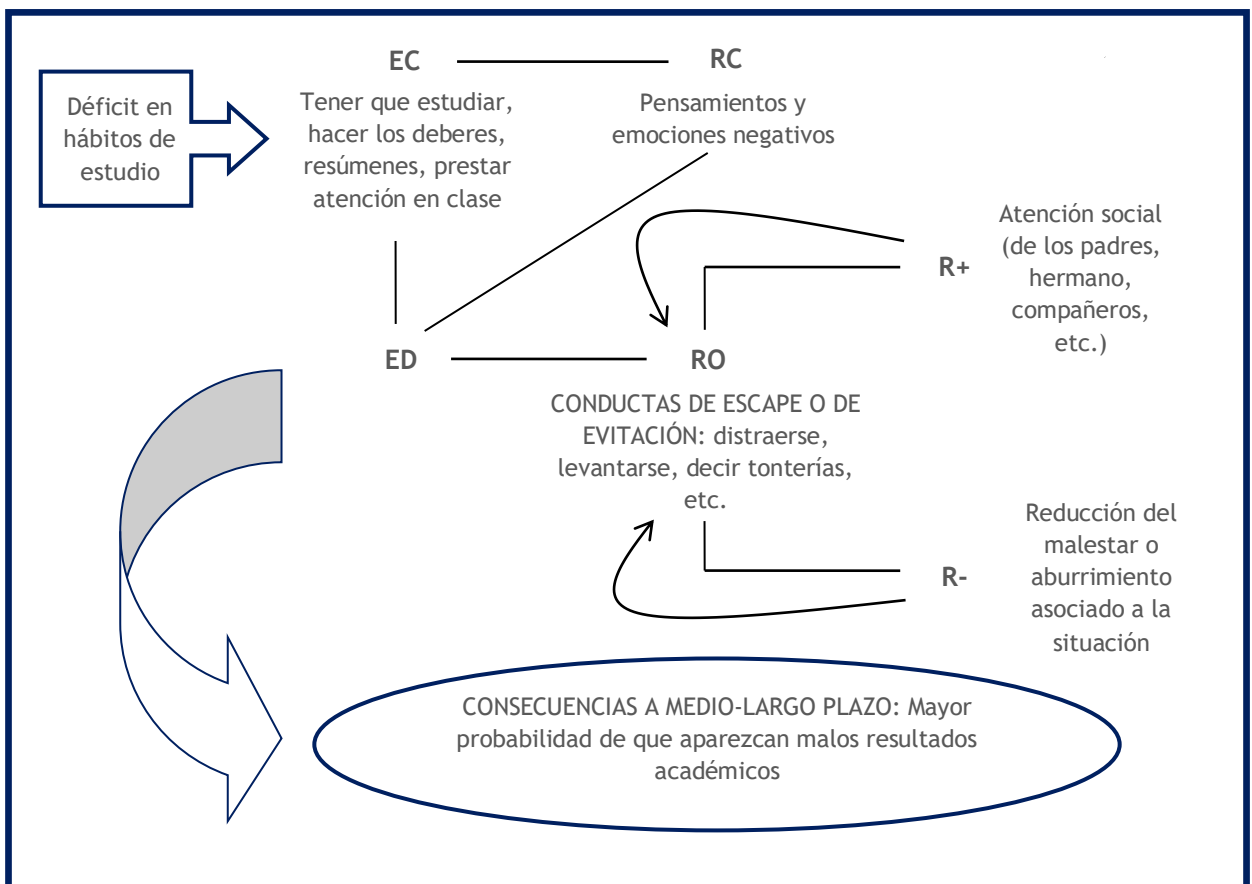 Déficit en
hábitos de
estudio
EC
Tener que estudiar,
hacer los deberes,
resúmenes, prestar
atención en clase
RC
Pensamientos y
emociones negativos
Atención social
(de los padres,
hermano,
compañeros,
etc.)
R+
ED
RO
CONDUCTAS DE ESCAPE O DE
EVITACIÓN: distraerse,
levantarse, decir tonterías,
etc.
R-
Reducción del
malestar o
aburrimiento
asociado a la
situación
CONSECUENCIAS A MEDIO-LARGO PLAZO: Mayor
probabilidad de que aparezcan malos resultados
académicos